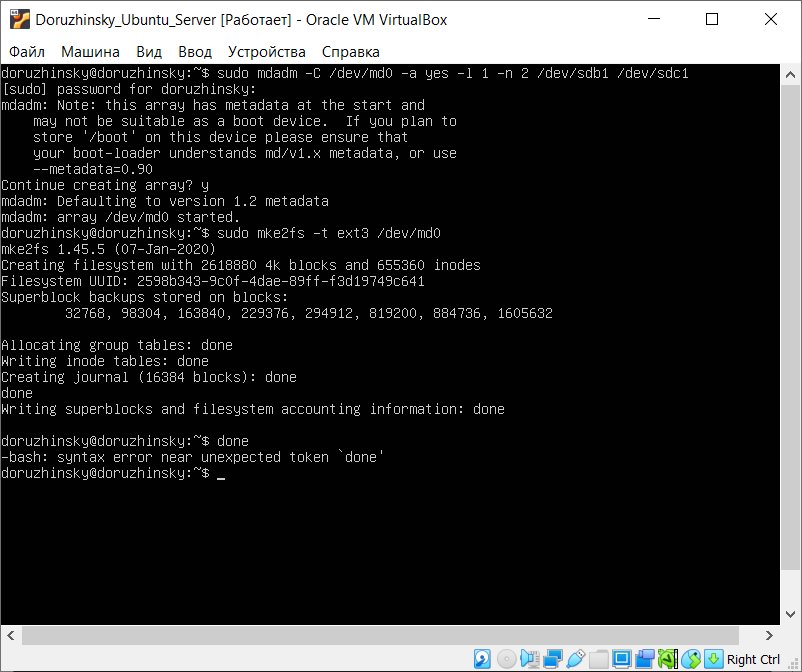 Doruzhinsky_Ubuntu_Server [Работает] - Oracle VM VirtualBox
Файл Машина Вид Ввод Устройства Справка
doruzhinsky@doruzhinsky:~$ sudo mdadm -C /dev/md0 -a yes -l 1 -n 2 /dev/sdb1 /dev/sdc1
[sudo] password for doruzhinsky:
mdadm: Note: this array has metadata at the start and
    may not be suitable as a boot device.  If you plan to
    store '/boot' on this device please ensure that
    your boot-loader understands md/v1.x metadata, or use
    --metadata=0.90
Continue creating array? y
mdadm: Defaulting to version 1.2 metadata
mdadm: array /dev/md0 started.
doruzhinsky@doruzhinsky:~$ sudo mke2fs -t ext3 /dev/md0
mke2fs 1.45.5 (07-Jan-2020)
Creating filesystem with 2618880 4k blocks and 655360 inodes
Filesystem UUID: 2598b343-9c0f-4dae-89ff-f3d19749c641
Superblock backups stored on blocks:
        32768, 98304, 163840, 229376, 294912, 819200, 884736, 1605632

Allocating group tables: done
Writing inode tables: done
Creating journal (16384 blocks): done
done
Writing superblocks and filesystem accounting information: done

doruzhinsky@doruzhinsky:~$ done
-bash: syntax error near unexpected token `done'
doruzhinsky@doruzhinsky:~$ _
Right Ctrl